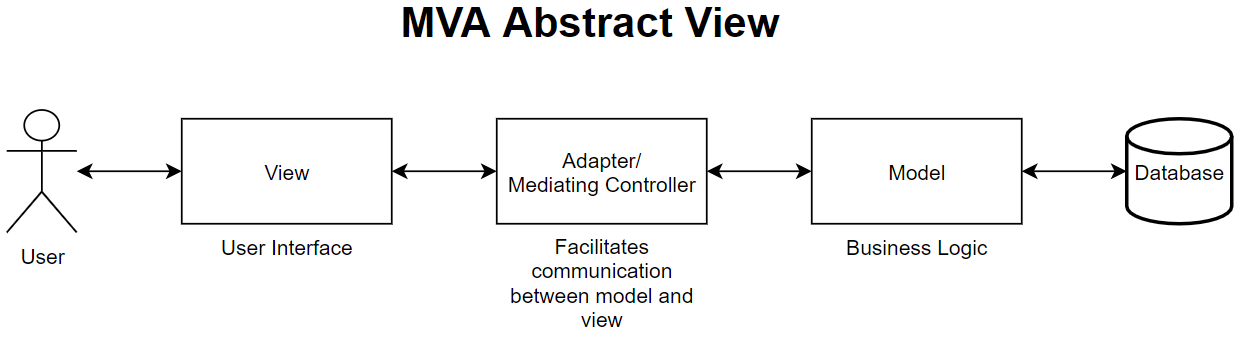 MVA Abstract View
View
Adapter/
Mediating Controller
Model
Database
User
User Interface
Facilitates
communication
between model and
view
Business Logic